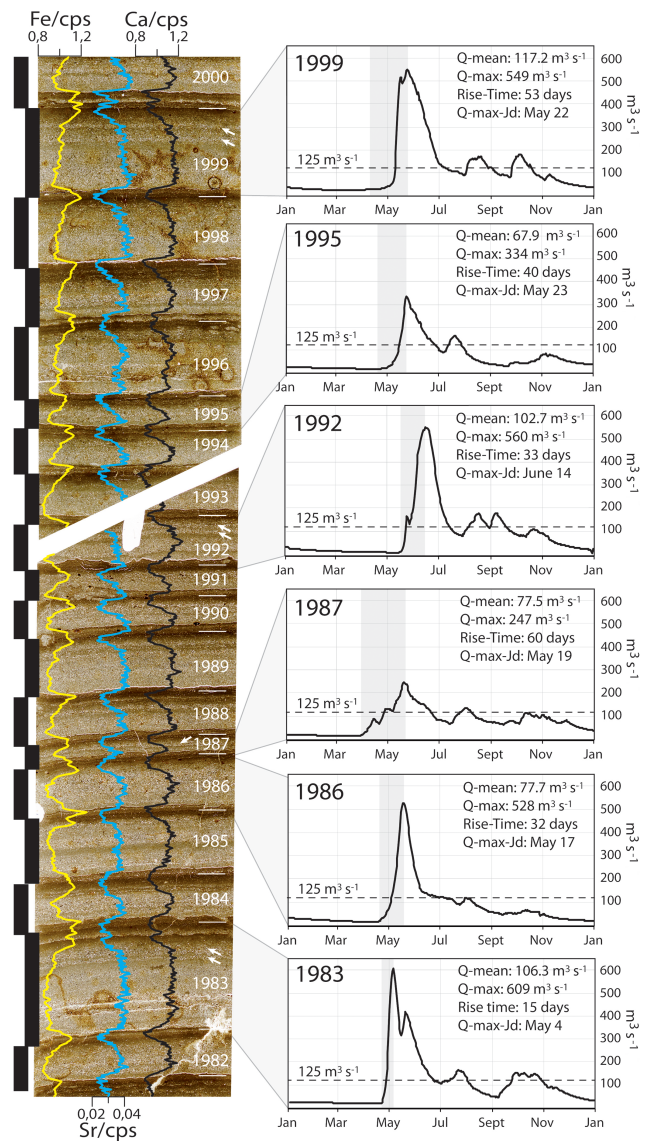 Fe/cps Ca/cps
0,8 1,2 0,8 1,2
2000
1999
1998
1997
1996
1995
1994
1993
1992
1991
1990
1989
1988
1987
1986
1985
1984
1983
1982
0,02 0,04
Sr/cps
1999
Q-mean: 117.2 m³ s⁻¹
Q-max: 549 m³ s⁻¹
Rise-Time: 53 days
Q-max-Jd: May 22
125 m³ s⁻¹
600
500
400
300
200
100
m³ s⁻¹
Jan Mar May Jul Sept Nov Jan
1995
Q-mean: 67.9 m³ s⁻¹
Q-max: 334 m³ s⁻¹
Rise-Time: 40 days
Q-max-Jd: May 23
125 m³ s⁻¹
600
500
400
300
200
100
m³ s⁻¹
Jan Mar May Jul Sept Nov Jan
1992
Q-mean: 102.7 m³ s⁻¹
Q-max: 560 m³ s⁻¹
Rise-Time: 33 days
Q-max-Jd: June 14
125 m³ s⁻¹
600
500
400
300
200
100
m³ s⁻¹
Jan Mar May Jul Sept Nov Jan
1987
Q-mean: 77.5 m³ s⁻¹
Q-max: 247 m³ s⁻¹
Rise-Time: 60 days
Q-max-Jd: May 19
125 m³ s⁻¹
600
500
400
300
200
100
m³ s⁻¹
Jan Mar May Jul Sept Nov Jan
1986
Q-mean: 77.7 m³ s⁻¹
Q-max: 528 m³ s⁻¹
Rise-Time: 32 days
Q-max-Jd: May 17
125 m³ s⁻¹
600
500
400
300
200
100
m³ s⁻¹
Jan Mar May Jul Sept Nov Jan
1983
Q-mean: 106.3 m³ s⁻¹
Q-max: 609 m³ s⁻¹
Rise time: 15 days
Q-max-Jd: May 4
125 m³ s⁻¹
600
500
400
300
200
100
m³ s⁻¹
Jan Mar May Jul Sept Nov Jan